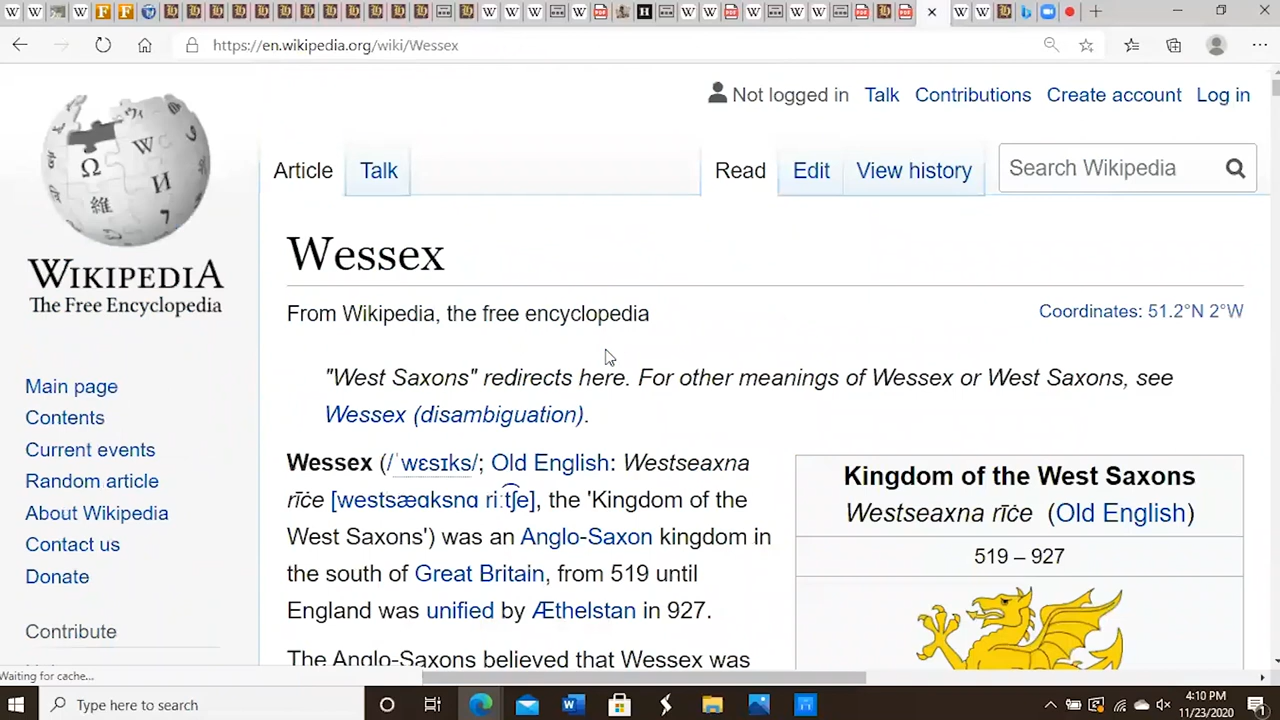 https://en.wikipedia.org/wiki/Wessex
Not logged in Talk Contributions Create account Log in
Article Talk Read Edit View history Search Wikipedia
WIKIPEDIA
The Free Encyclopedia
Main page
Contents
Current events
Random article
About Wikipedia
Contact us
Donate
Contribute
Wessex
From Wikipedia, the free encyclopedia
Coordinates: 51.2°N 2°W
"West Saxons" redirects here. For other meanings of Wessex or West Saxons, see
Wessex (disambiguation).
Wessex (/ˈwɛsɪks/; Old English: Westseaxna
rīċe [westsæɑksnɑ riːt͡ʃe], the 'Kingdom of the
West Saxons') was an Anglo-Saxon kingdom in
the south of Great Britain, from 519 until
England was unified by Æthelstan in 927.
The Anglo-Saxons believed that Wessex was
Kingdom of the West Saxons
Westseaxna rīċe (Old English)
519 – 927
Waiting for cache...
Type here to search
4:10 PM
11/23/2020